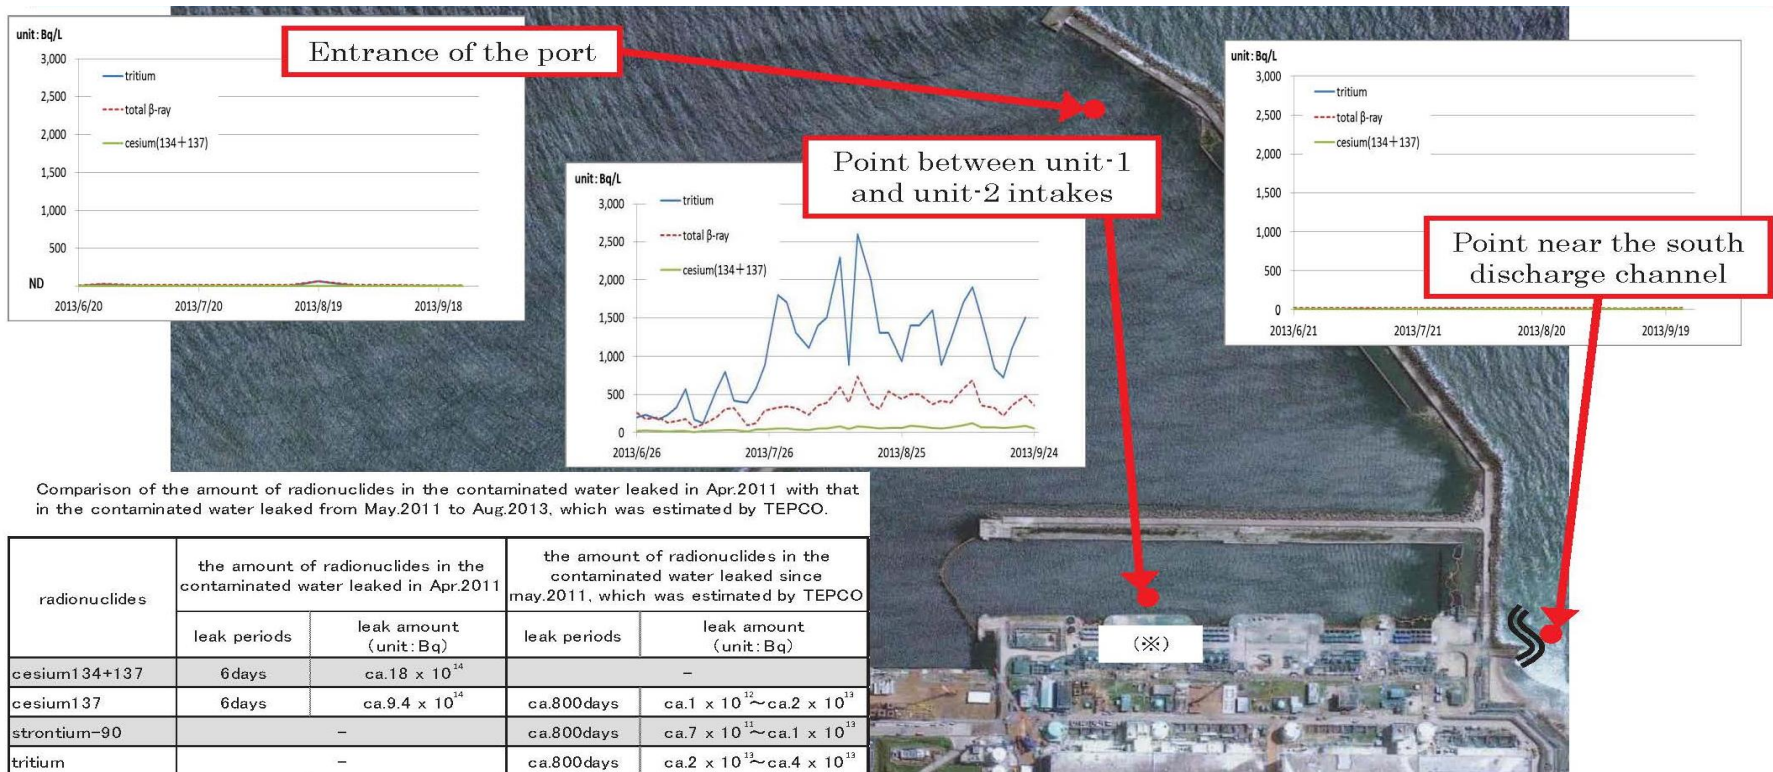 unit: Bq/L
3,000
2,500
2,000
1,500
1,000
500
ND
tritium
total β-ray
cesium(134+137)
2013/6/20
2013/7/20
2013/8/19
2013/9/18
Entrance of the port
unit: Bq/L
3,000
2,500
2,000
1,500
1,000
500
0
tritium
total β-ray
cesium(134+137)
2013/6/26
2013/7/26
2013/8/25
2013/9/24
Point between unit-1
and unit-2 intakes
unit: Bq/L
3,000
2,500
2,000
1,500
1,000
500
0
tritium
total β-ray
cesium(134+137)
2013/6/21
2013/7/21
2013/8/20
2013/9/19
Point near the south
discharge channel
(※)
Comparison of the amount of radionuclides in the contaminated water leaked in Apr.2011 with that
in the contaminated water leaked from May.2011 to Aug.2013, which was estimated by TEPCO.
radionuclides
the amount of radionuclides in the
contaminated water leaked in Apr.2011
the amount of radionuclides in the
contaminated water leaked since
may.2011, which was estimated by TEPCO
leak periods
leak amount
(unit:Bq)
leak periods
leak amount
(unit:Bq)
cesium134+137 6days ca.18 x 10¹⁴ -
cesium137 6days ca.9.4 x 10¹⁴ ca.800days ca.1 x 10¹²~ca.2 x 10¹³
strontium-90 - ca.800days ca.7 x 10¹¹~ca.1 x 10¹³
tritium - ca.800days ca.2 x 10¹³~ca.4 x 10¹³